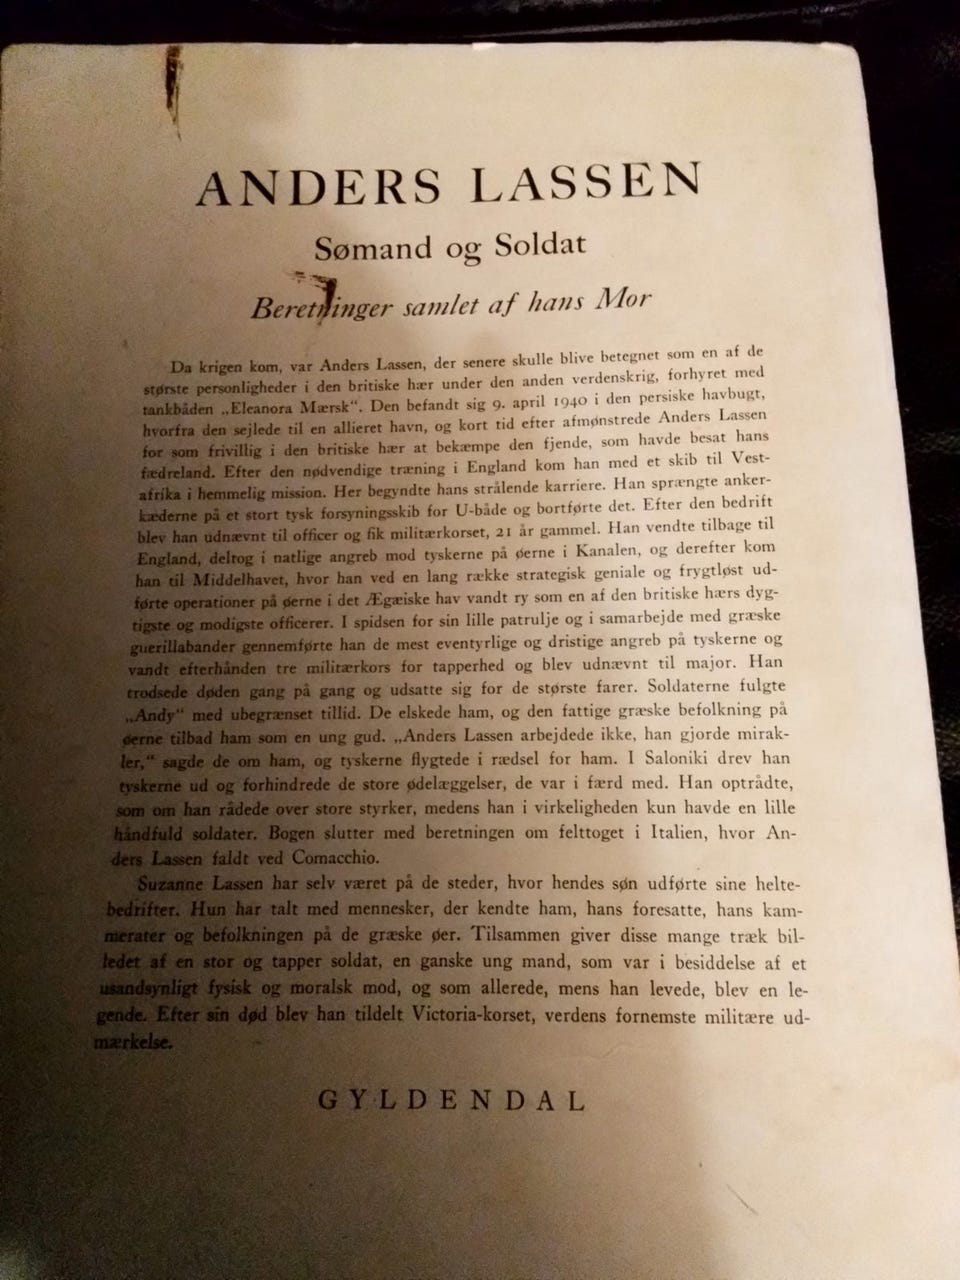 ANDERS LASSEN
Sømand og Soldat
Beretninger samlet af hans Mor
Da krigen kom, var Anders Lassen, der senere skulle blive betegnet som en af de
største personligheder i den britiske hær under den anden verdenskrig, forhyret med
tankbåden „Eleanora Mærsk“. Den befandt sig 9. april 1940 i den persiske havbugt,
hvorfra den sejlede til en allieret havn, og kort tid efter afmønstrede Anders Lassen
for som frivillig i den britiske hær at bekæmpe den fjende, som havde besat hans
fædreland. Efter den nødvendige træning i England kom han med et skib til Vest-
afrika i hemmelig mission. Her begyndte hans strålende karriere. Han sprængte anker-
kæderne på et stort tysk forsyningsskib for U-både og bortførte det. Efter den bedrift
blev han udnævnt til officer og fik militærkorset, 21 år gammel. Han vendte tilbage til
England, deltog i natlige angreb mod tyskerne på øerne i Kanalen, og derefter kom
han til Middelhavet, hvor han ved en lang række strategisk geniale og frygtløst ud-
førte operationer på øerne i det Ægæiske hav vandt ry som en af den britiske hærs dyg-
tigste og modigste officerer. I spidsen for sin lille patrulje og i samarbejde med græske
guerillabander gennemførte han de mest eventyrlige og dristige angreb på tyskerne og
vandt efterhånden tre militærkors for tapperhed og blev udnævnt til major. Han
trodsede døden gang på gang og udsatte sig for de største farer. Soldaterne fulgte
„Andy“ med ubegrænset tillid. De elskede ham, og den fattige græske befolkning på
øerne tilbad ham som en ung gud. „Anders Lassen arbejdede ikke, han gjorde mirak-
ler,“ sagde de om ham, og tyskerne flygtede i rædsel for ham. I Saloniki drev han
tyskerne ud og forhindrede de store ødelæggelser, de var i færd med. Han optrådte,
som om han rådede over store styrker, medens han i virkeligheden kun havde en lille
håndfuld soldater. Bogen slutter med beretningen om felttoget i Italien, hvor An-
ders Lassen faldt ved Comacchio.
Suzanne Lassen har selv været på de steder, hvor hendes søn udførte sine helte-
bedrifter. Hun har talt med mennesker, der kendte ham, hans foresatte, hans kam-
merater og befolkningen på de græske øer. Tilsammen giver disse mange træk bil-
ledet af en stor og tapper soldat, en ganske ung mand, som var i besiddelse af et
usandsynligt fysisk og moralsk mod, og som allerede, mens han levede, blev en le-
gende. Efter sin død blev han tildelt Victoria-korset, verdens fornemste militære ud-
mærkelse.
GYLDENDAL